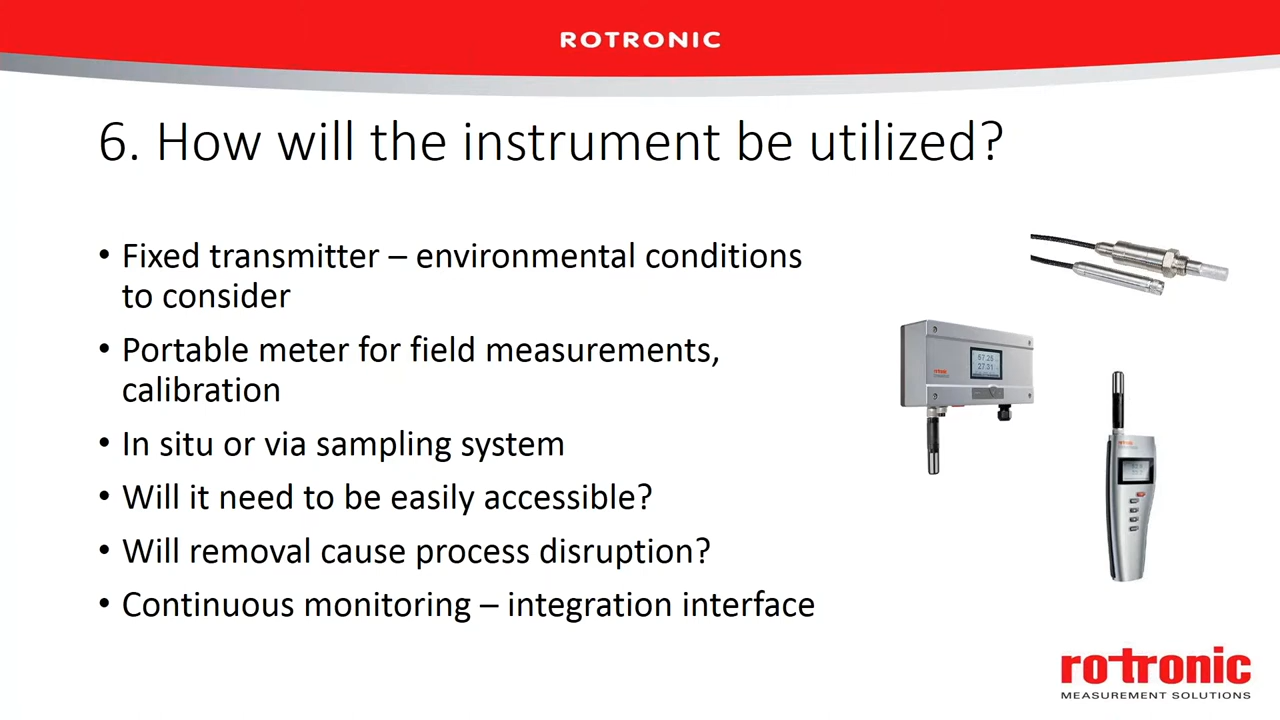 ROTRONIC
6. How will the instrument be utilized?
• Fixed transmitter – environmental conditions
to consider
• Portable meter for field measurements,
calibration
• In situ or via sampling system
• Will it need to be easily accessible?
• Will removal cause process disruption?
• Continuous monitoring – integration interface
rotronic
MEASUREMENT SOLUTIONS